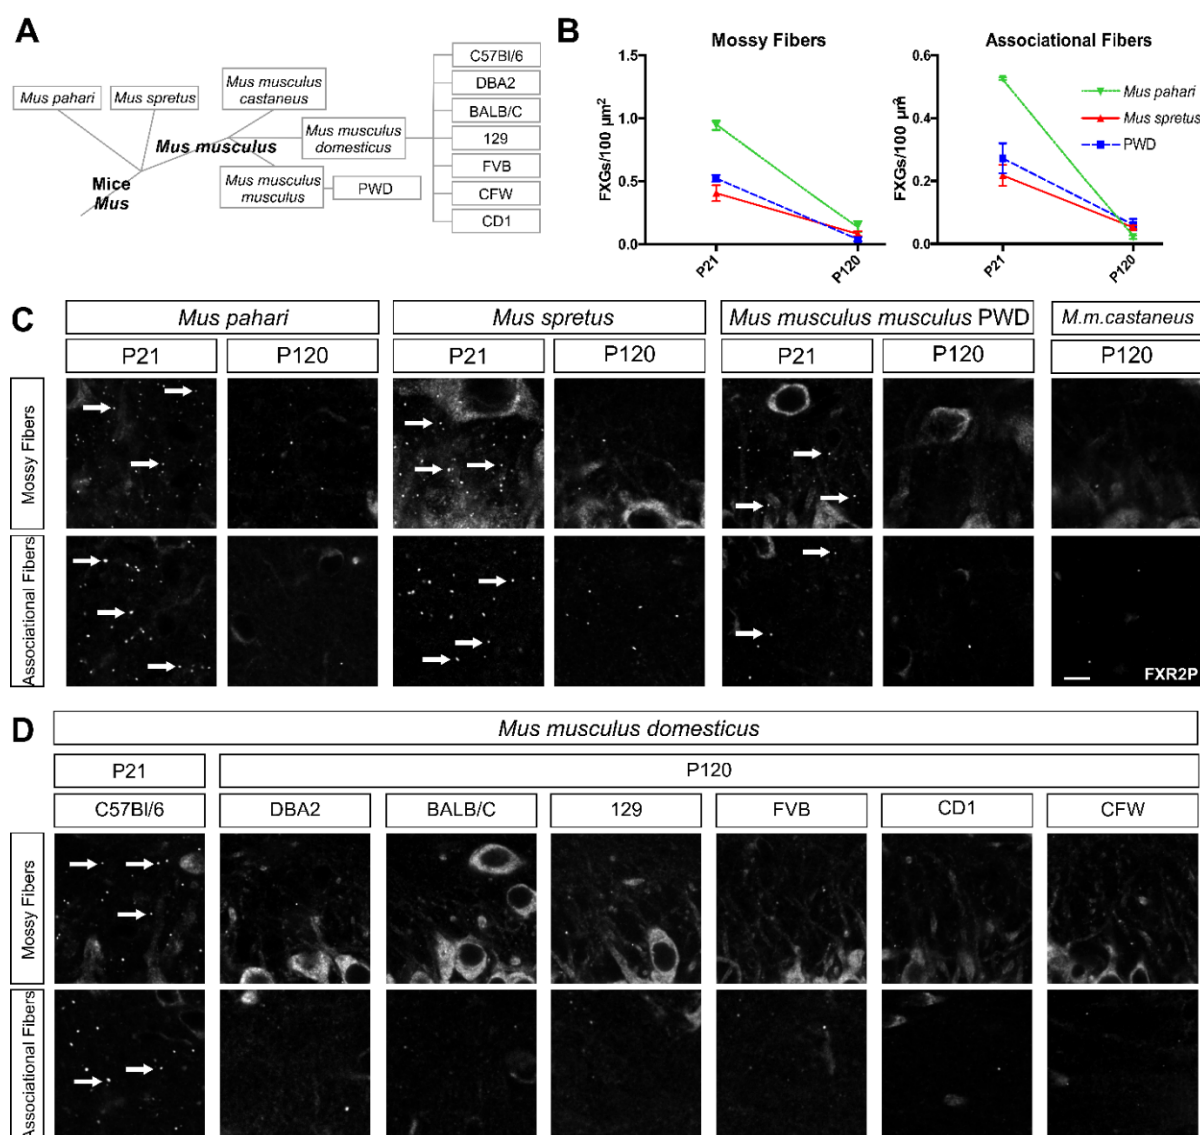 A
Mus pahari
Mus spretus
Mus musculus
castaneus
Mus musculus
Mus musculus
domesticus
Mus musculus
musculus
PWD
Mice
Mus
C57Bl/6
DBA2
BALB/C
129
FVB
CFW
CD1
B
Mossy Fibers
FXGs/100 µm2
1.5
1.0
0.5
0.0
P21
P120
Associational Fibers
FXGs/100 µm2
0.6
0.4
0.2
0.0
P21
P120
Mus pahari
Mus spretus
PWD
C
Mus pahari
Mus spretus
Mus musculus musculus PWD
M.m.castaneus
P21
P120
P21
P120
P21
P120
P120
Mossy Fibers
Associational Fibers
FXR2P
D
Mus musculus domesticus
P21
P120
C57Bl/6
DBA2
BALB/C
129
FVB
CD1
CFW
Mossy Fibers
Associational Fibers